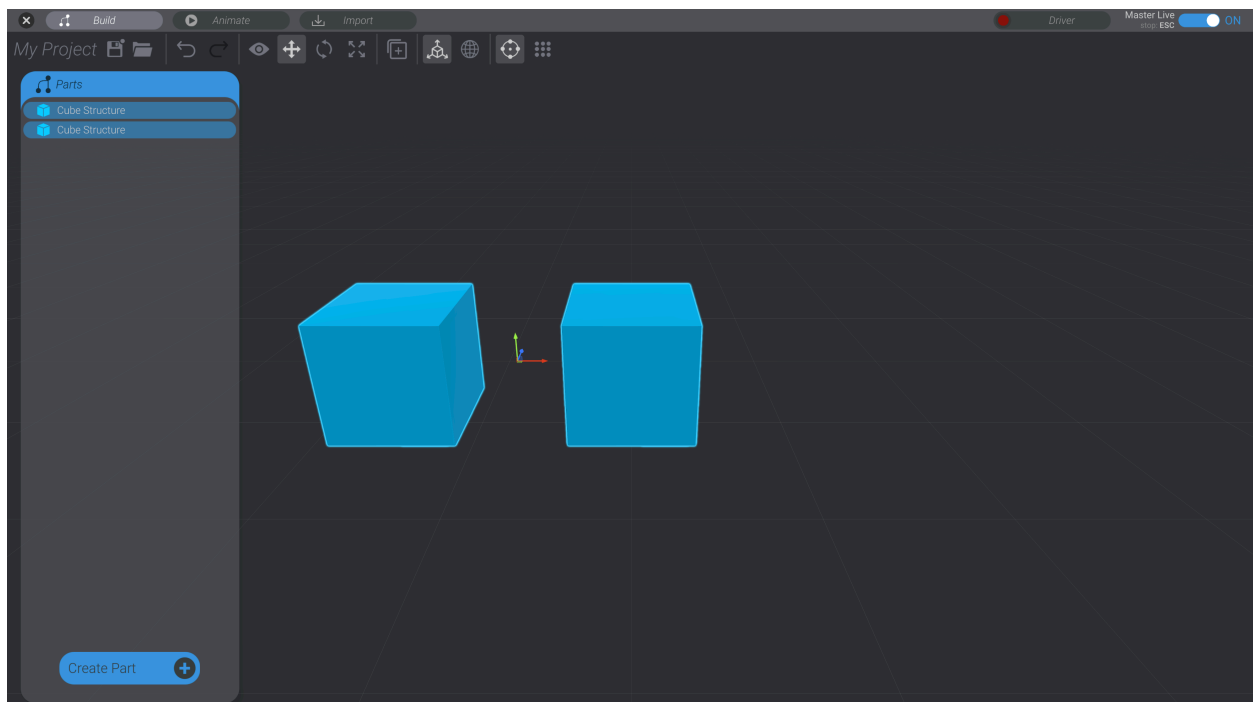 Build
Animate
Import
Driver
Master Live
stop: ESC
ON
My Project
Parts
Cube Structure
Cube Structure
Create Part